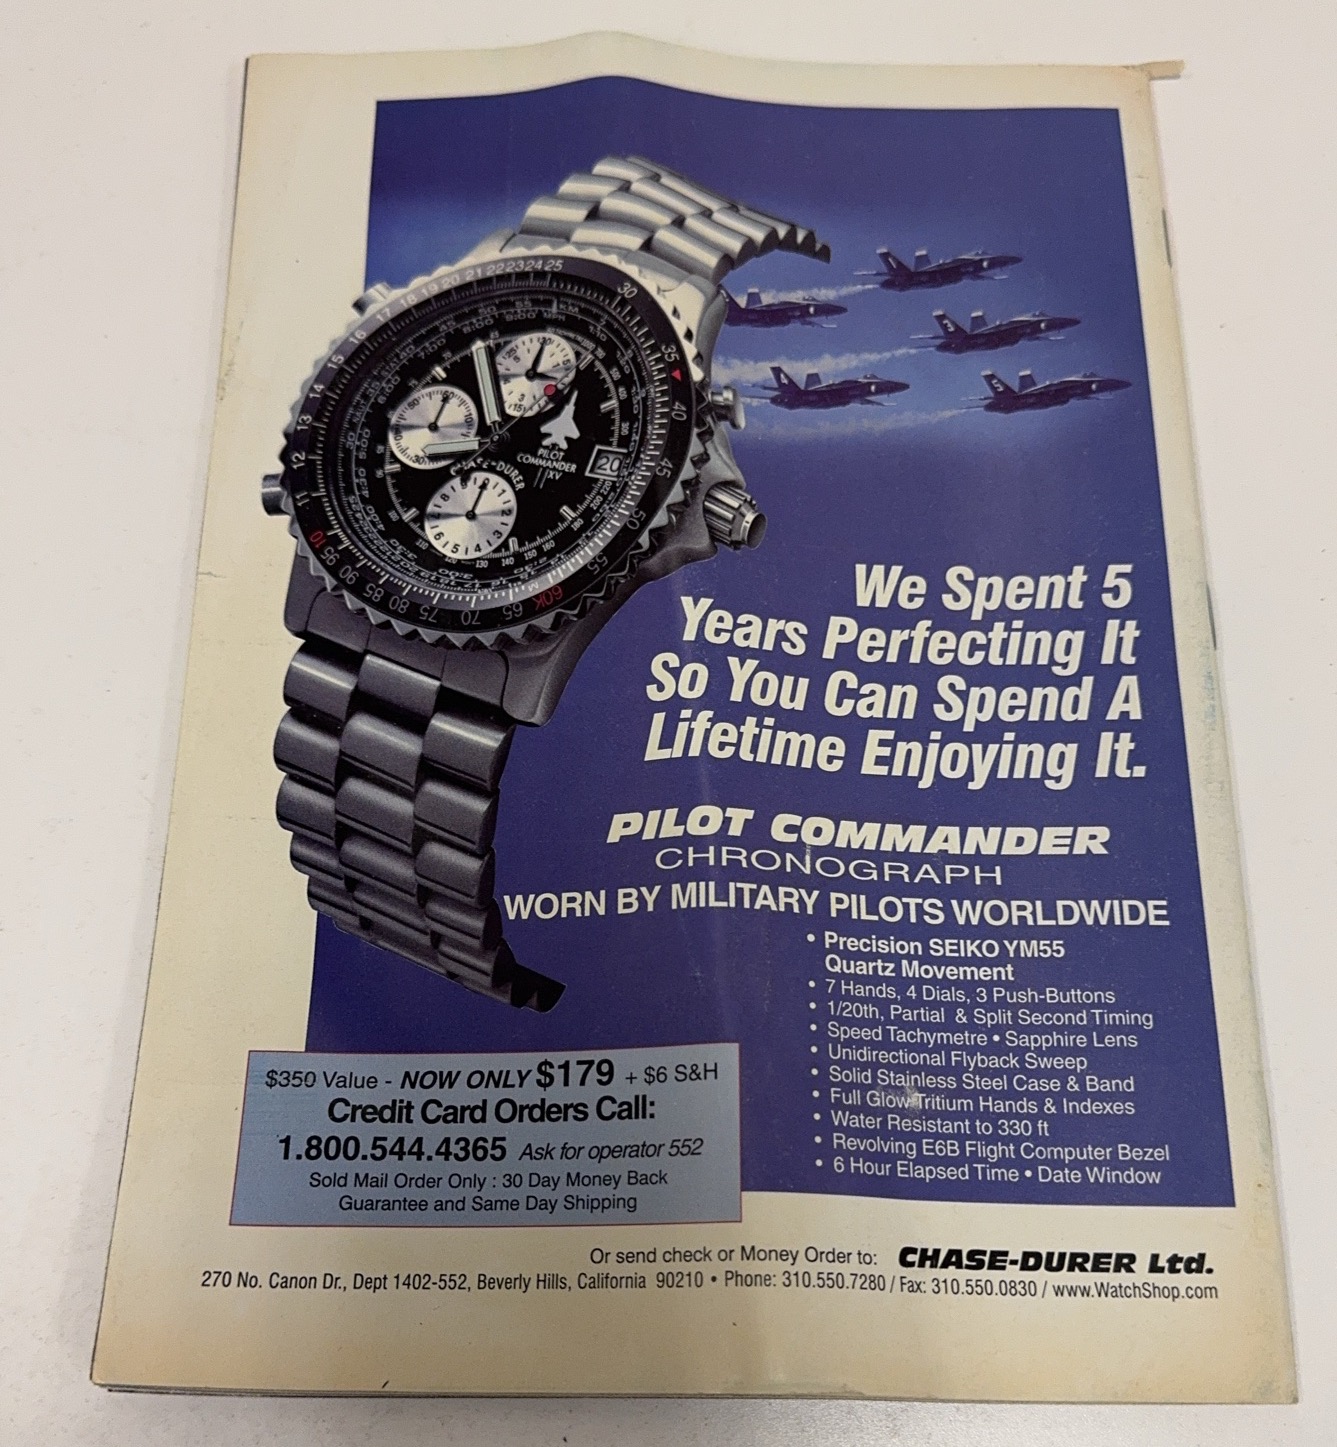 We Spent 5
Years Perfecting It
So You Can Spend A
Lifetime Enjoying It.
PILOT COMMANDER
CHRONOGRAPH
WORN BY MILITARY PILOTS WORLDWIDE
• Precision SEIKO YM55
Quartz Movement
• 7 Hands, 4 Dials, 3 Push-Buttons
• 1/20th, Partial & Split Second Timing
• Speed Tachymetre • Sapphire Lens
• Unidirectional Flyback Sweep
• Solid Stainless Steel Case & Band
• Full Glow Tritium Hands & Indexes
• Water Resistant to 330 ft
• Revolving E6B Flight Computer Bezel
• 6 Hour Elapsed Time • Date Window
$350 Value - NOW ONLY $179 + $6 S&H
Credit Card Orders Call:
1.800.544.4365 Ask for operator 552
Sold Mail Order Only : 30 Day Money Back
Guarantee and Same Day Shipping
Or send check or Money Order to: CHASE-DURER Ltd.
270 No. Canon Dr., Dept 1402-552, Beverly Hills, California 90210 • Phone: 310.550.7280 / Fax: 310.550.0830 / www.WatchShop.com
CHASE-DURER
PILOT
COMMANDER
XV
20